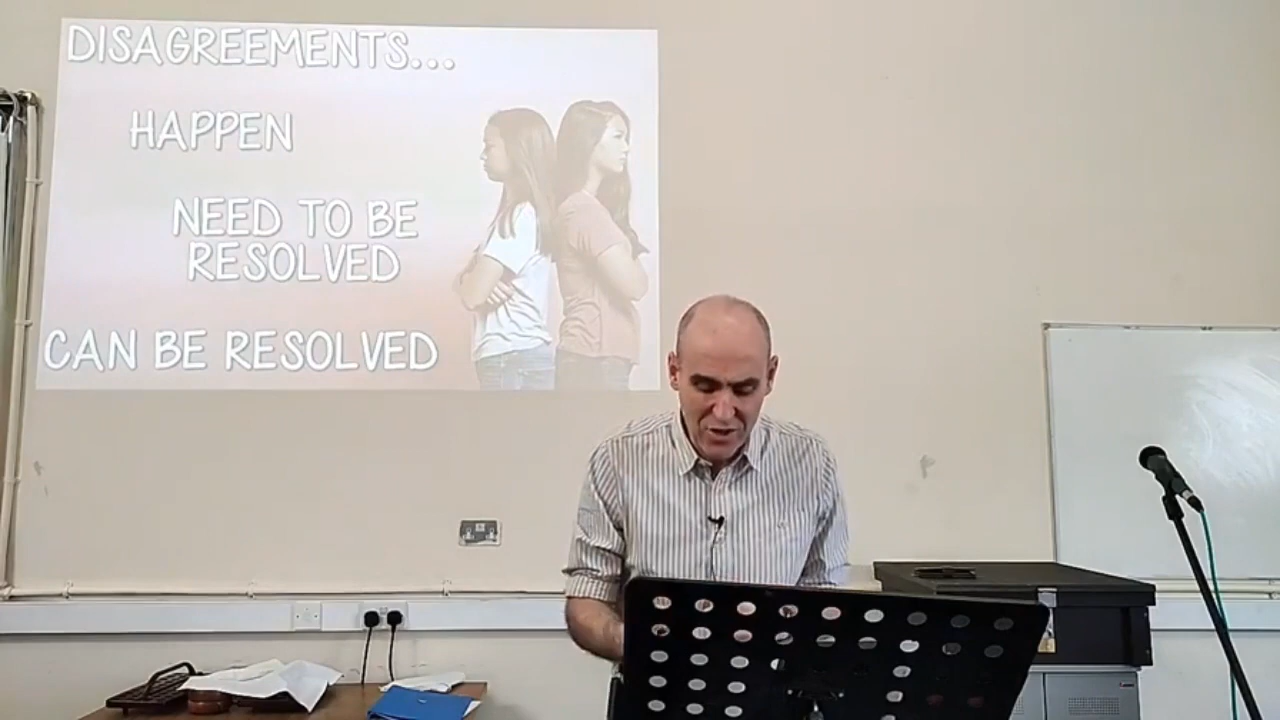 DISAGREEMENTS...
HAPPEN
NEED TO BE
RESOLVED
CAN BE RESOLVED